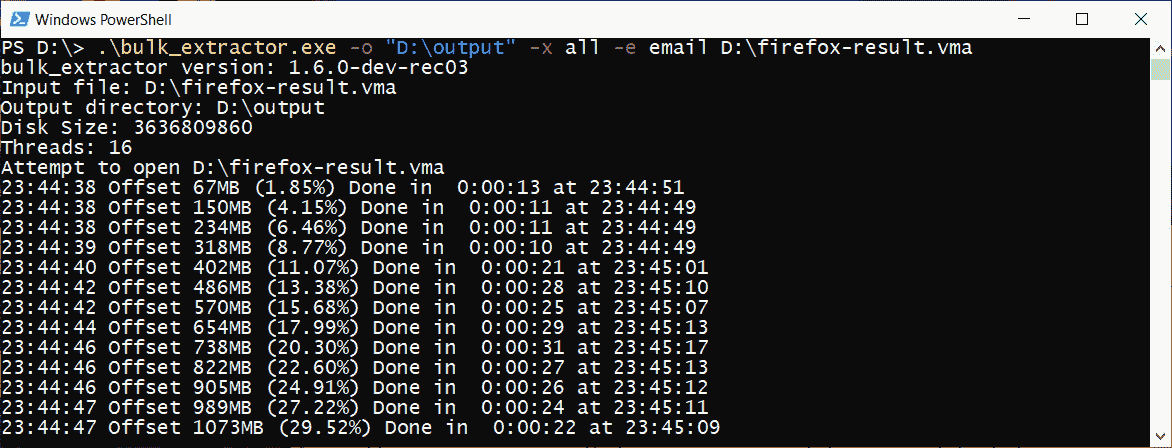 Windows PowerShell
PS D:\> .\bulk_extractor.exe -o "D:\output" -x all -e email D:\firefox-result.vma
bulk_extractor version: 1.6.0-dev-rec03
Input file: D:\firefox-result.vma
Output directory: D:\output
Disk Size: 3636809860
Threads: 16
Attempt to open D:\firefox-result.vma
23:44:38 Offset 67MB (1.85%) Done in  0:00:13 at 23:44:51
23:44:38 Offset 150MB (4.15%) Done in  0:00:11 at 23:44:49
23:44:38 Offset 234MB (6.46%) Done in  0:00:11 at 23:44:49
23:44:39 Offset 318MB (8.77%) Done in  0:00:10 at 23:44:49
23:44:40 Offset 402MB (11.07%) Done in  0:00:21 at 23:45:01
23:44:42 Offset 486MB (13.38%) Done in  0:00:28 at 23:45:10
23:44:42 Offset 570MB (15.68%) Done in  0:00:25 at 23:45:07
23:44:44 Offset 654MB (17.99%) Done in  0:00:29 at 23:45:13
23:44:46 Offset 738MB (20.30%) Done in  0:00:31 at 23:45:17
23:44:46 Offset 822MB (22.60%) Done in  0:00:27 at 23:45:13
23:44:46 Offset 905MB (24.91%) Done in  0:00:26 at 23:45:12
23:44:47 Offset 989MB (27.22%) Done in  0:00:24 at 23:45:11
23:44:47 Offset 1073MB (29.52%) Done in  0:00:22 at 23:45:09